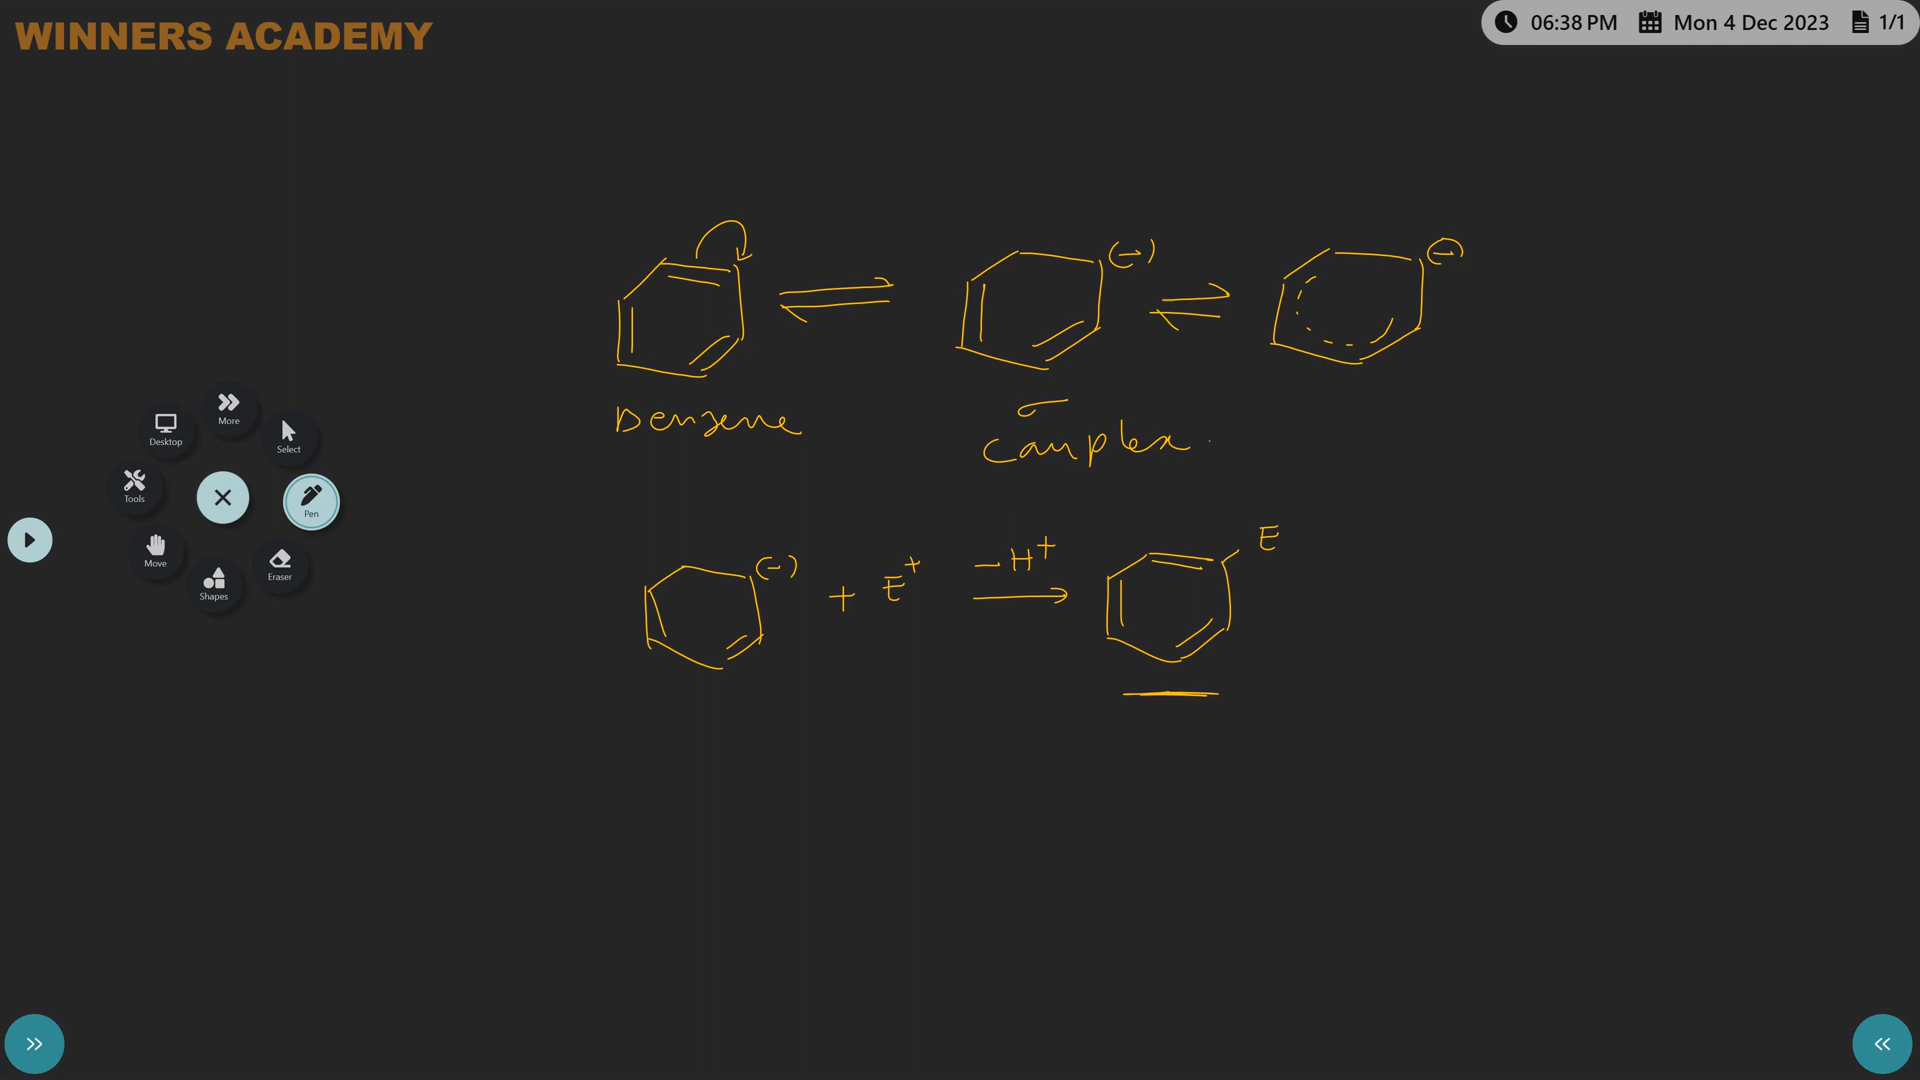 WINNERS ACADEMY
06:38 PM Mon 4 Dec 2023 1/1
(-) (-)
Benzene
σ
complex
More
Desktop
Select
Tools
Pen
Move
Eraser
Shapes
(-) + E+ -H+ E